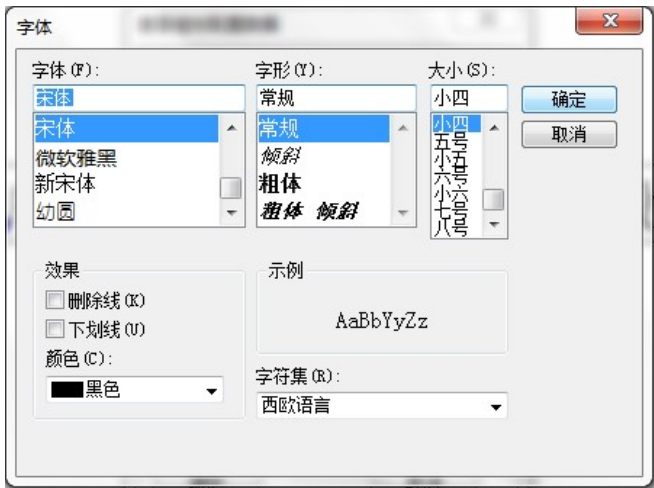 字体
字体(F):
宋体
宋体
微软雅黑
新宋体
幼圆
字形(Y):
常规
常规
倾斜
粗体
粗体 倾斜
大小(S):
小四
小四
五号
小五
六号
小六
七号
八号
确定
取消
效果
删除线(K)
下划线(U)
颜色(C):
黑色
示例
AaBbYyZz
字符集(R):
西欧语言